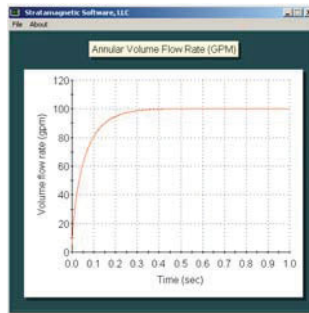 Stratamagnetic Software, LLC
File About
Annular Volume Flow Rate (GPM)
120
100
80
60
40
20
0
Volume flow rate (gpm)
0.0 0.1 0.2 0.3 0.4 0.5 0.6 0.7 0.8 0.9 1.0
Time (sec)